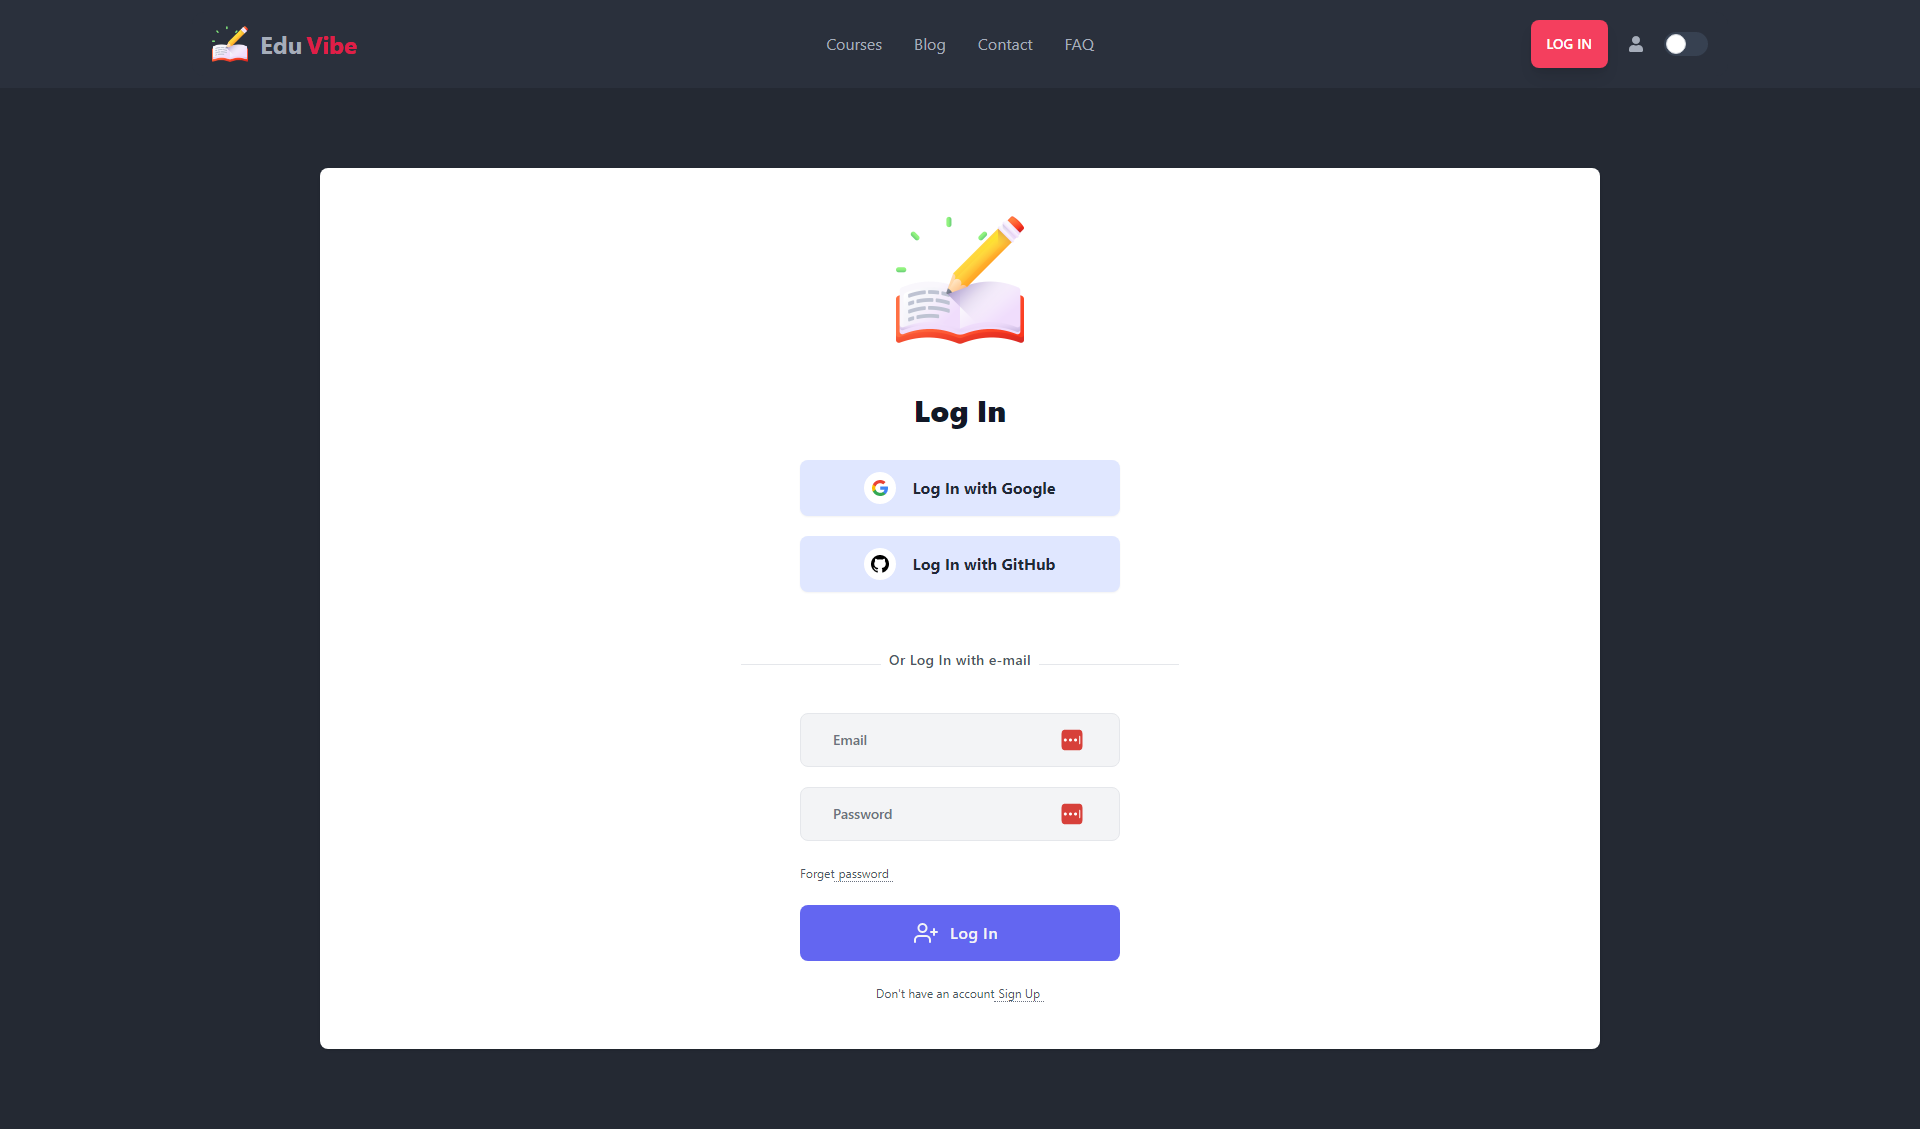 Edu Vibe
Courses
Blog
Contact
FAQ
LOG IN
Log In
Log In with Google
Log In with GitHub
Or Log In with e-mail
Email
Password
Forget password
Log In
Don't have an account Sign Up